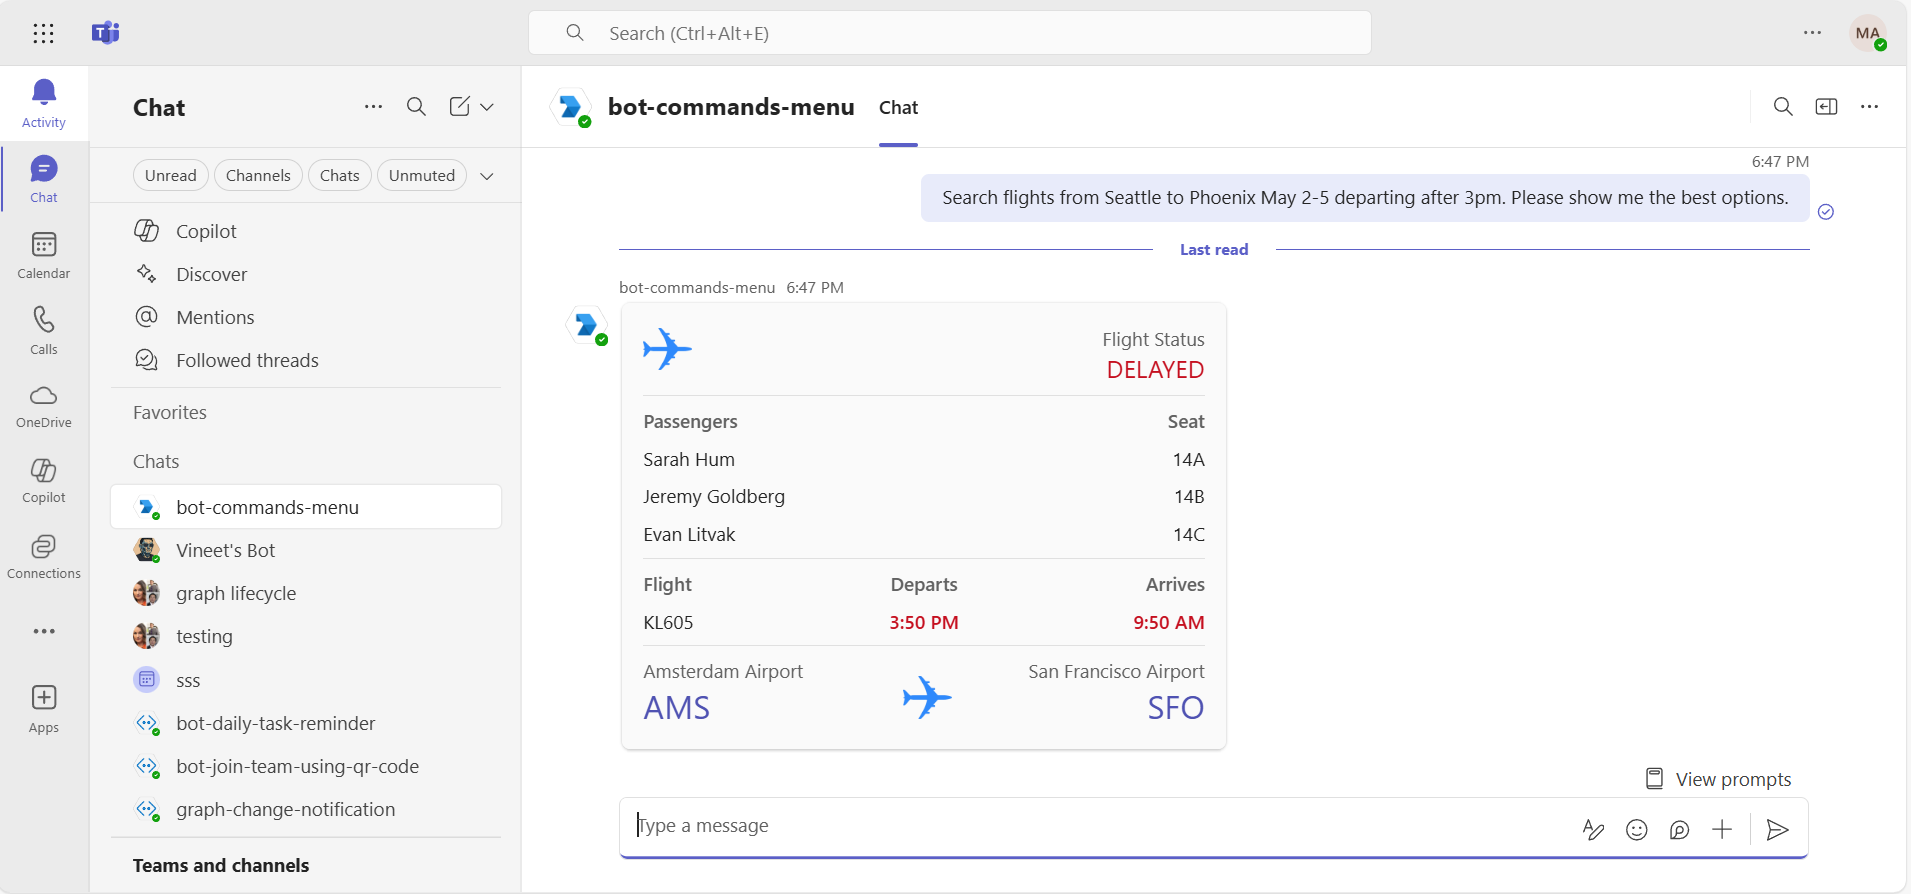 Search (Ctrl+Alt+E)
MA
Activity
Chat
Calendar
Calls
OneDrive
Copilot
Connections
Apps
Chat
Unread
Channels
Chats
Unmuted
Copilot
Discover
Mentions
Followed threads
Favorites
Chats
bot-commands-menu
Vineet's Bot
graph lifecycle
testing
sss
bot-daily-task-reminder
bot-join-team-using-qr-code
graph-change-notification
Teams and channels
bot-commands-menu Chat
6:47 PM
Search flights from Seattle to Phoenix May 2-5 departing after 3pm. Please show me the best options.
Last read
bot-commands-menu 6:47 PM
Flight Status
DELAYED
Passengers Seat
Sarah Hum 14A
Jeremy Goldberg 14B
Evan Litvak 14C
Flight Departs Arrives
KL605 3:50 PM 9:50 AM
Amsterdam Airport San Francisco Airport
AMS SFO
View prompts
Type a message